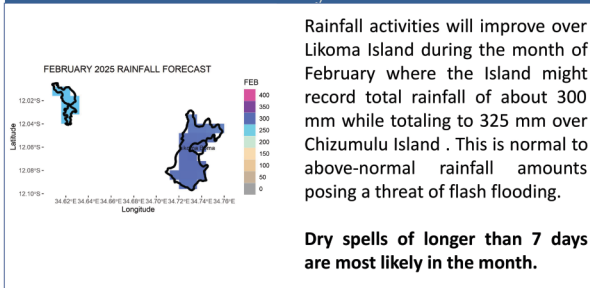 FEBRUARY 2025 RAINFALL FORECAST
12.02°S
12.04°S
12.06°S
12.08°S
12.10°S
Latitude
34.62°E 34.64°E 34.66°E 34.68°E 34.70°E 34.72°E 34.74°E 34.76°E
Longitude
FEB
400
350
300
250
200
150
100
50
0
Rainfall activities will improve over
Likoma Island during the month of
February where the Island might
record total rainfall of about 300
mm while totaling to 325 mm over
Chizumulu Island . This is normal to
above-normal rainfall amounts
posing a threat of flash flooding.
Dry spells of longer than 7 days
are most likely in the month.